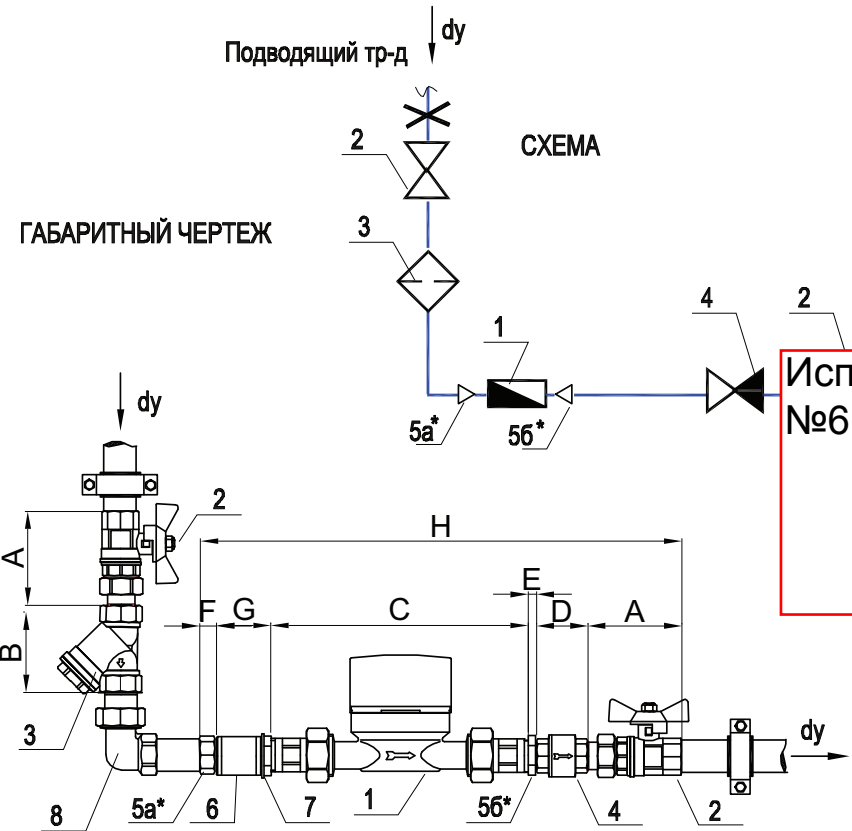 dy
Подводящий тр-д
2
СХЕМА
ГАБАРИТНЫЙ ЧЕРТЕЖ
3
4
2
1
Исп
№6
5а*
5б*
dy
2
H
A
E
F
G
C
D
A
B
3
dy
8
5а*
6
7
1
5б*
4
2